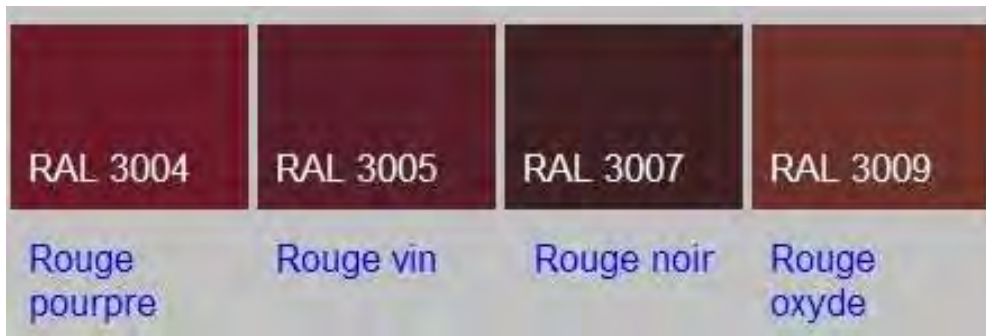 RAL 3004
RAL 3005
RAL 3007
RAL 3009
Rouge
pourpre
Rouge vin
Rouge noir
Rouge
oxyde